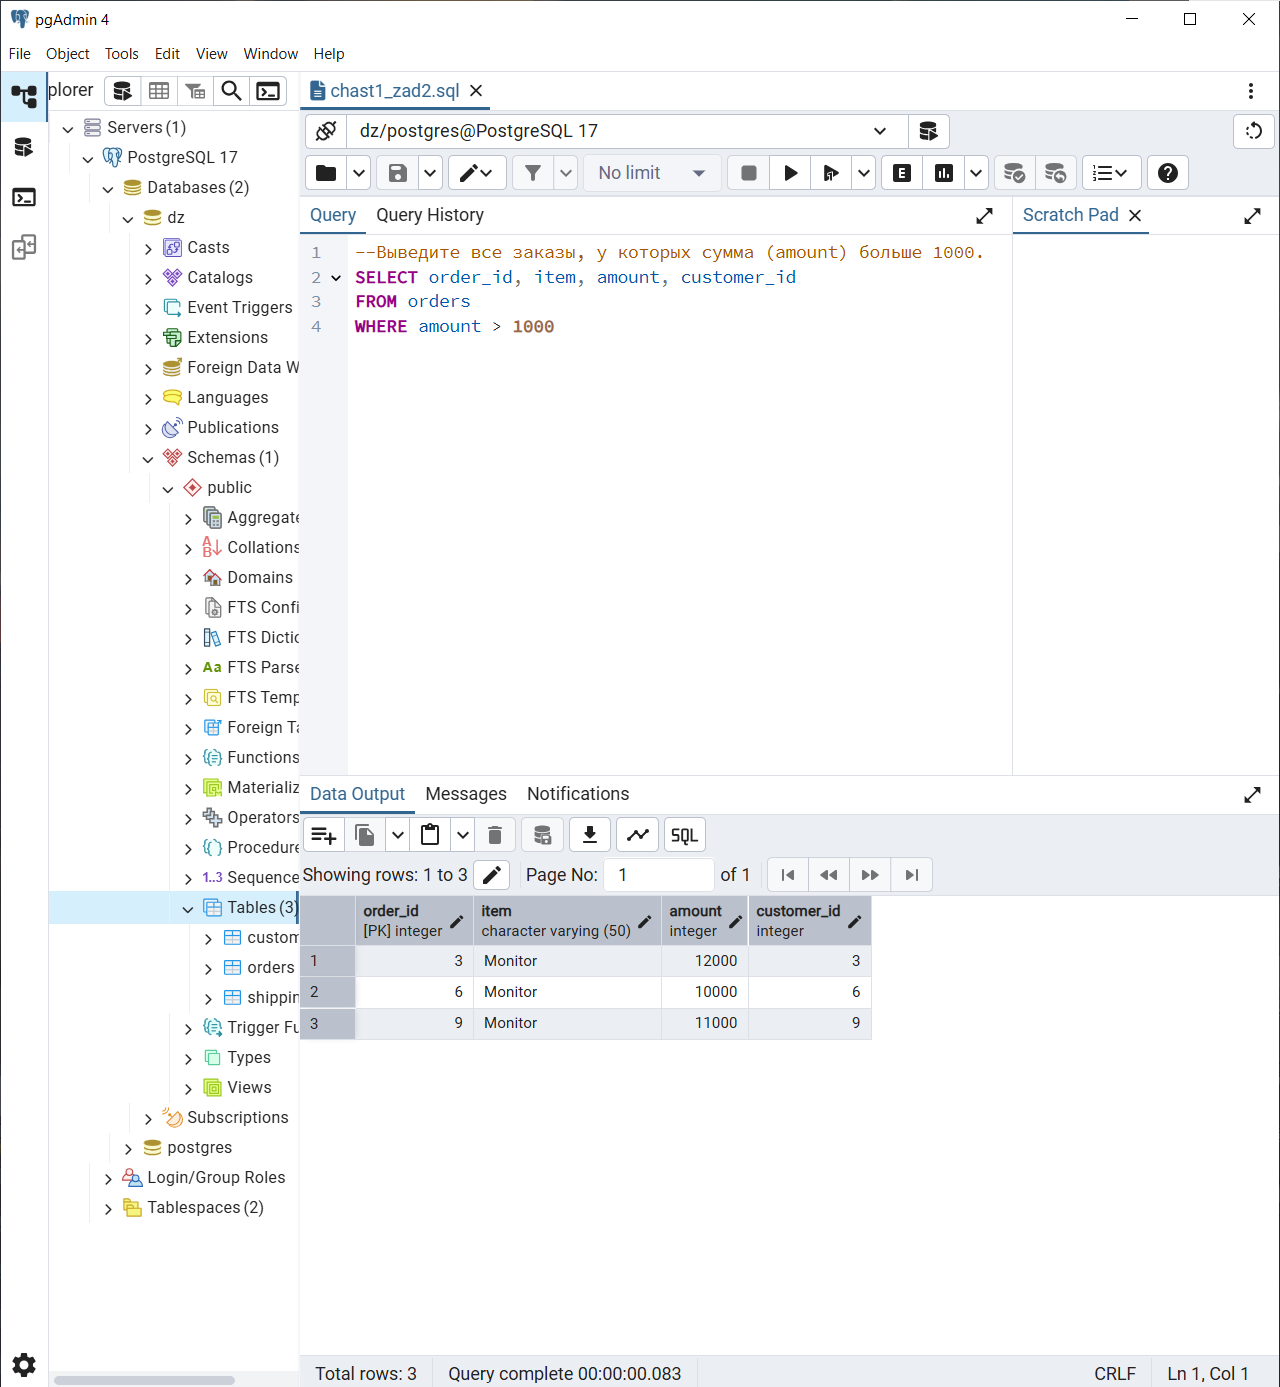 pgAdmin 4
File Object Tools Edit View Window Help
plorer
chast1_zad2.sql
dz/postgres@PostgreSQL 17
No limit
Query Query History
Scratch Pad
1 --Выведите все заказы, у которых сумма (amount) больше 1000.
2 SELECT order_id, item, amount, customer_id
3 FROM orders
4 WHERE amount > 1000
Servers (1)
PostgreSQL 17
Databases (2)
dz
Casts
Catalogs
Event Triggers
Extensions
Foreign Data W
Languages
Publications
Schemas (1)
public
Aggregate
Collations
Domains
FTS Confi
FTS Dictic
Aa FTS Parse
FTS Temp
Foreign Ta
Functions
Materializ
Operators
Procedure
1..3 Sequence
Tables (3)
custom
orders
shippin
Trigger Fu
Types
Views
Subscriptions
postgres
Login/Group Roles
Tablespaces (2)
Data Output Messages Notifications
SQL
Showing rows: 1 to 3 Page No: 1 of 1
order_id item amount customer_id
[PK] integer character varying (50) integer integer
1 3 Monitor 12000 3
2 6 Monitor 10000 6
3 9 Monitor 11000 9
Total rows: 3 Query complete 00:00:00.083 CRLF Ln 1, Col 1